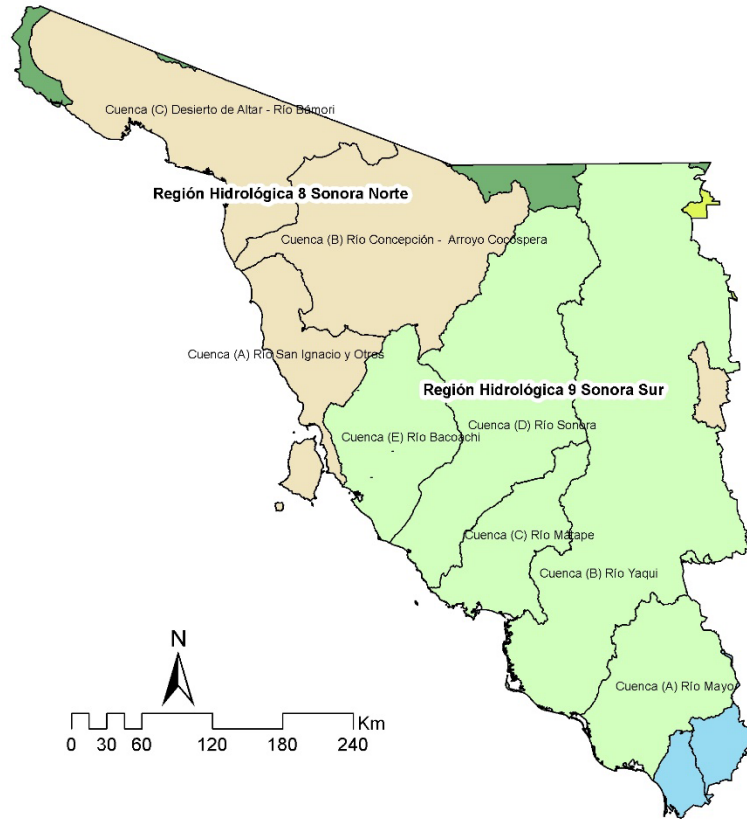 Cuenca (C) Desierto de Altar - Río Bámori
Región Hidrológica 8 Sonora Norte
Cuenca (B) Río Concepción - Arroyo Cocóspera
Cuenca (A) Río San Ignacio y Otros
Región Hidrológica 9 Sonora Sur
Cuenca (D) Río Sonora
Cuenca (E) Río Bacoachi
Cuenca (C) Río Mátape
Cuenca (B) Río Yaqui
Cuenca (A) Río Mayo
N
Km
0 30 60 120 180 240